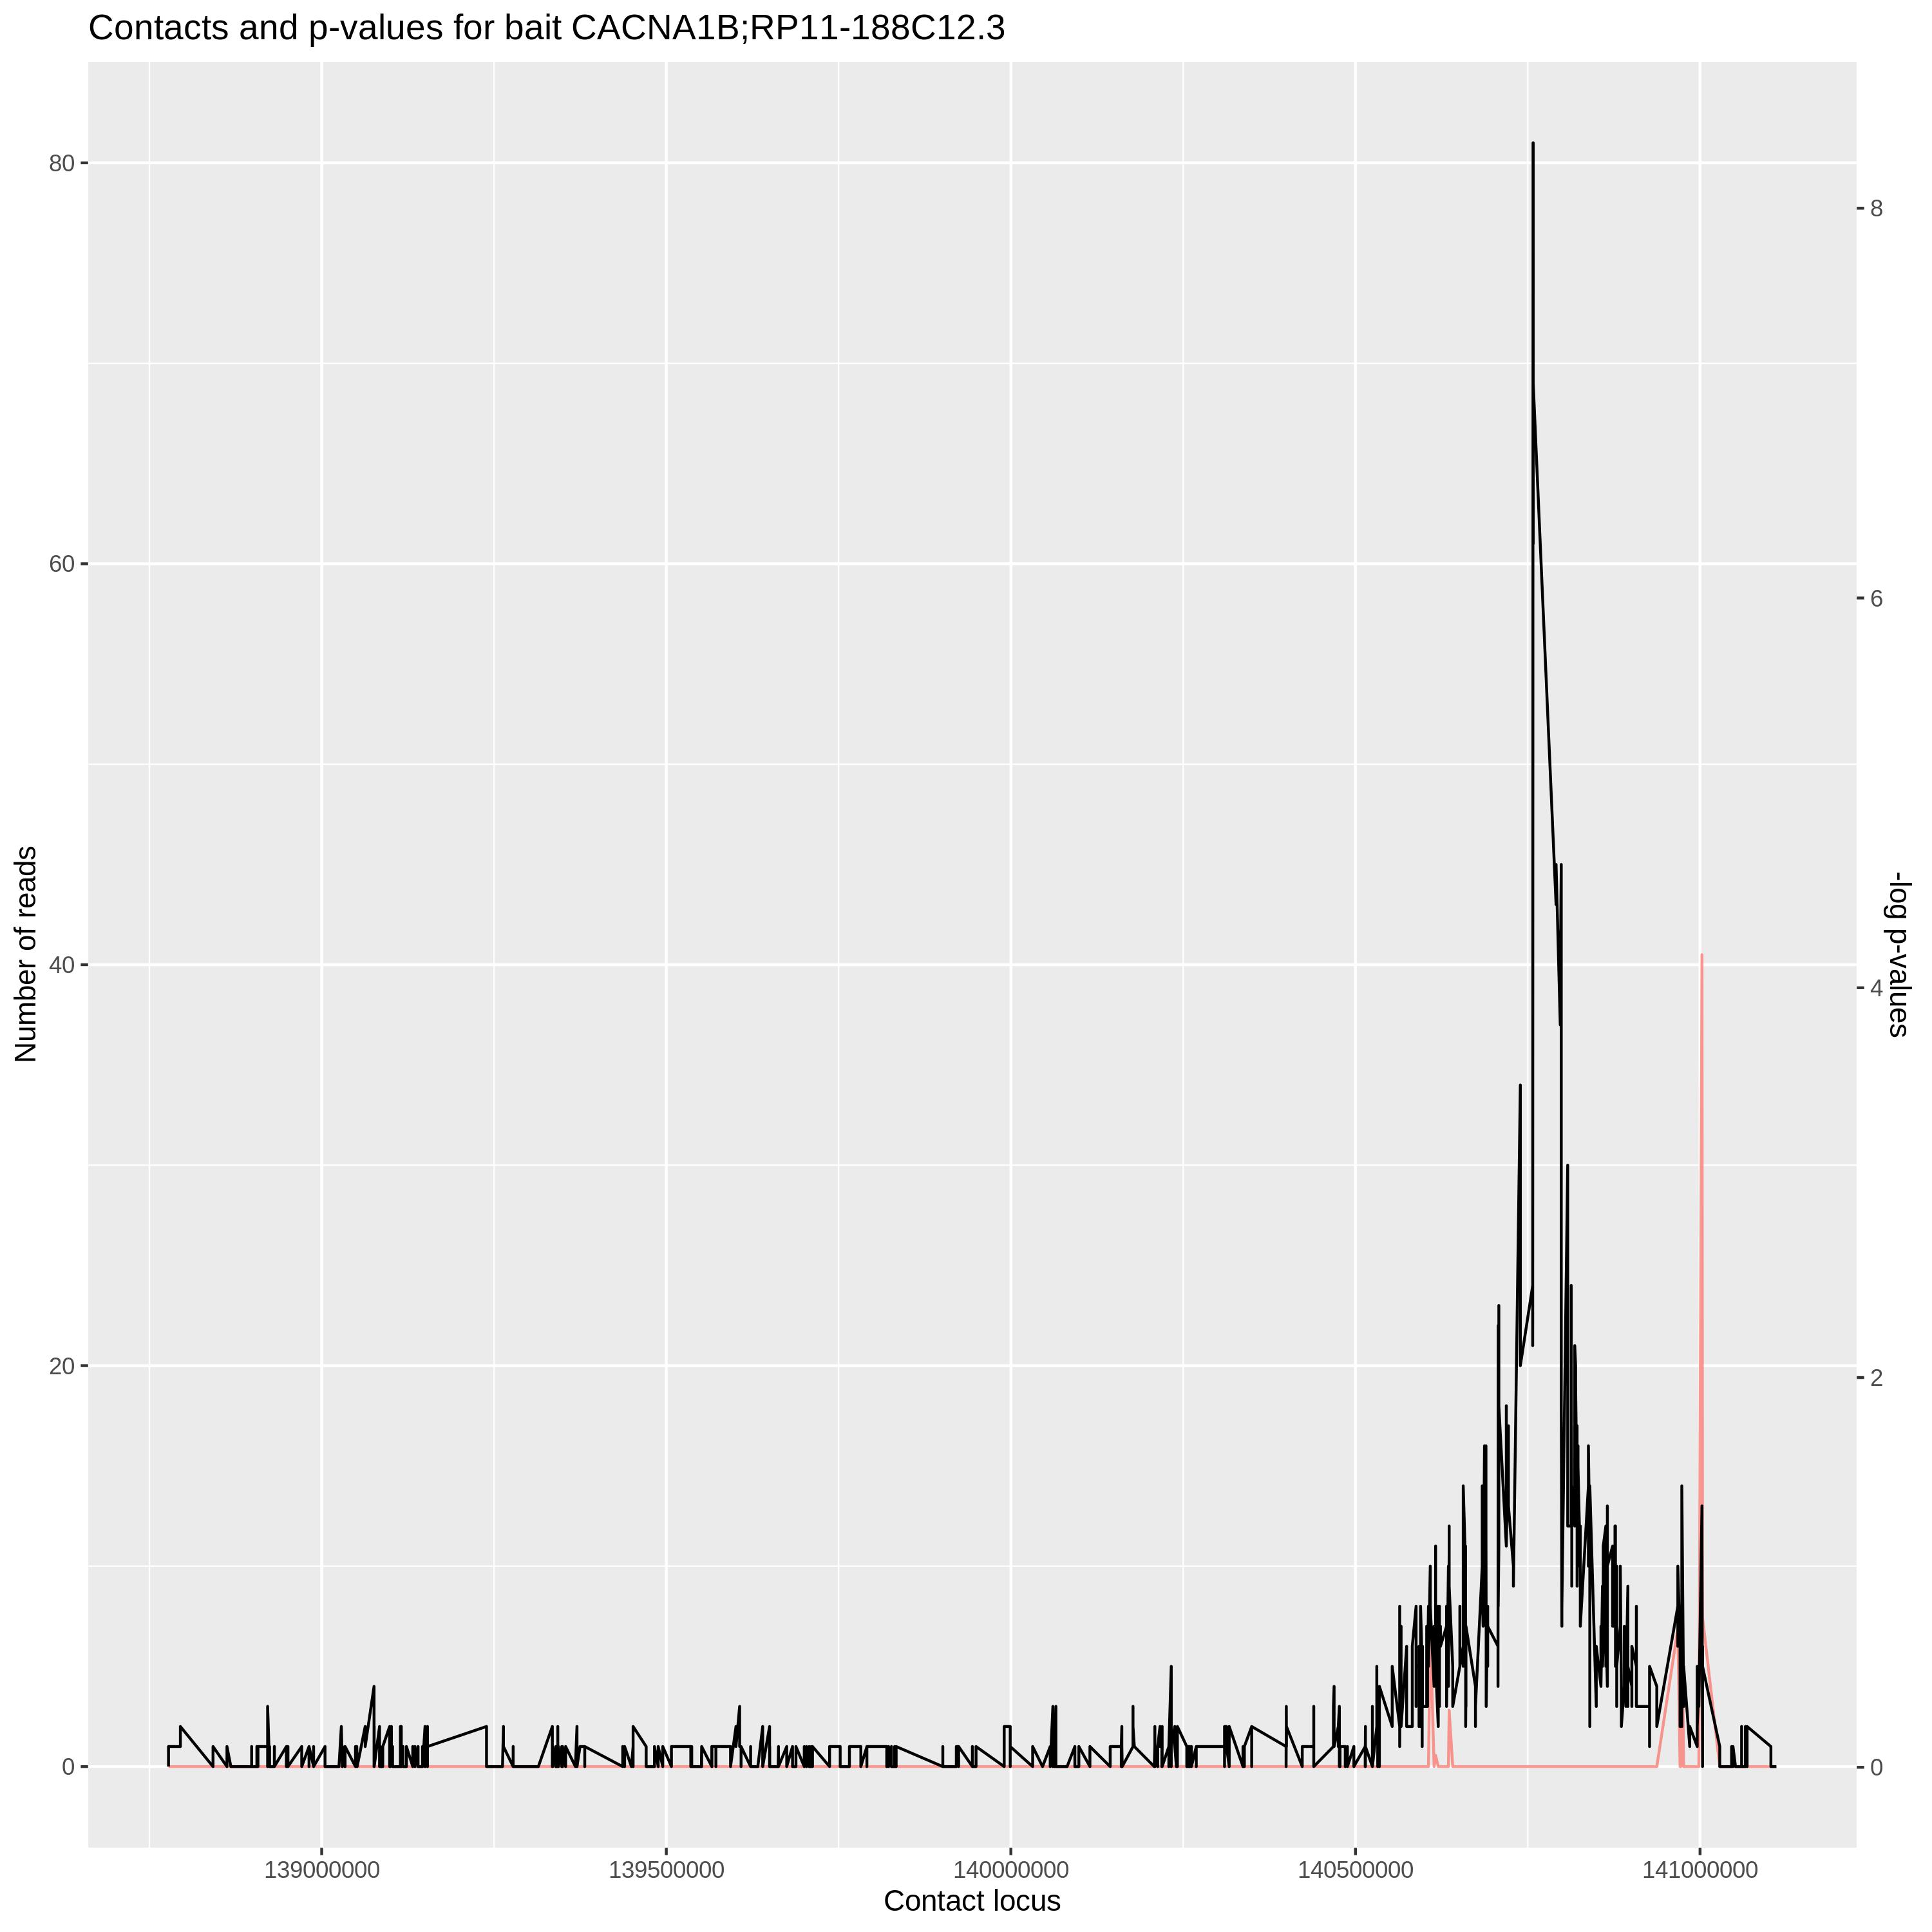 Contacts and p-values for bait CACNA1B;RP11-188C12.3
80
60
40
20
0
Number of reads
8
6
4
2
0
-log p-values
139000000 139500000 140000000 140500000 141000000
Contact locus